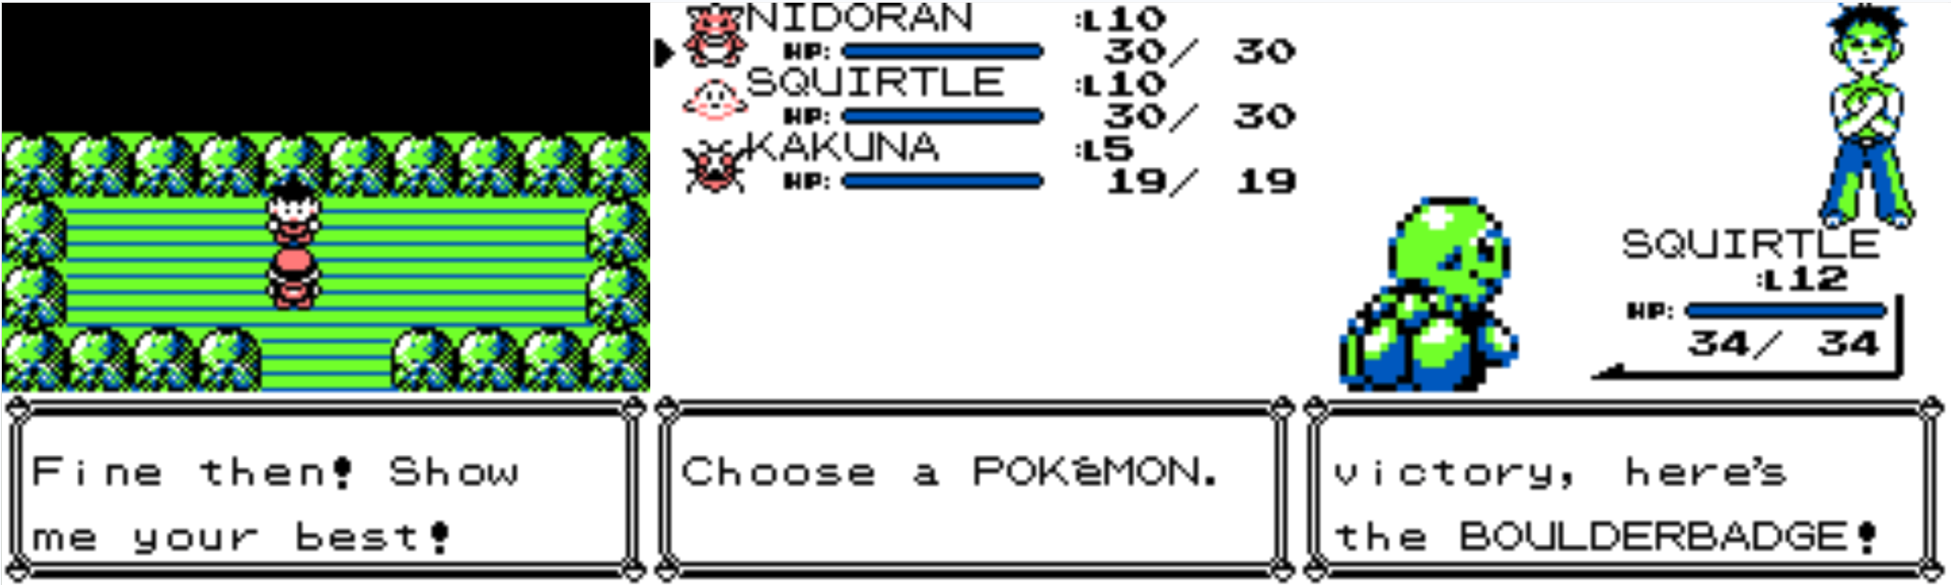 Fine then! Show
me your best!
NIDORAN :L10
HP: 30/ 30
SQUIRTLE :L10
HP: 30/ 30
KAKUNA :L5
HP: 19/ 19
Choose a POKéMON.
SQUIRTLE
:L12
HP:
34/ 34
victory, here's
the BOULDERBADGE!